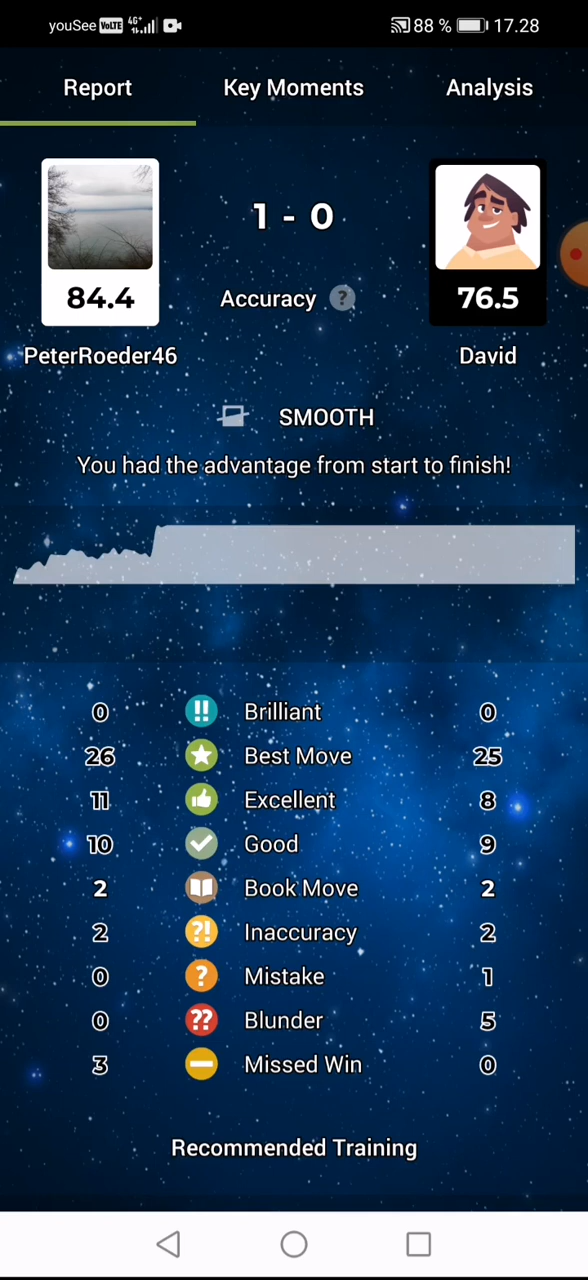 youSee VoLTE 4G+ 88 % 17.28
Report Key Moments Analysis
1 - 0
84.4 Accuracy ? 76.5
PeterRoeder46 David
SMOOTH
You had the advantage from start to finish!
0 !! Brilliant 0
26 Best Move 25
11 Excellent 8
10 Good 9
2 Book Move 2
2 ?! Inaccuracy 2
0 ? Mistake 1
0 ?? Blunder 5
3 Missed Win 0
Recommended Training